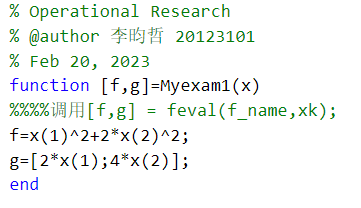 % Operational Research
% @author 李昀哲 20123101
% Feb 20, 2023
function [f,g]=Myexam1(x)
%%%%调用[f,g] = feval(f_name,xk);
f=x(1)^2+2*x(2)^2;
g=[2*x(1);4*x(2)];
end